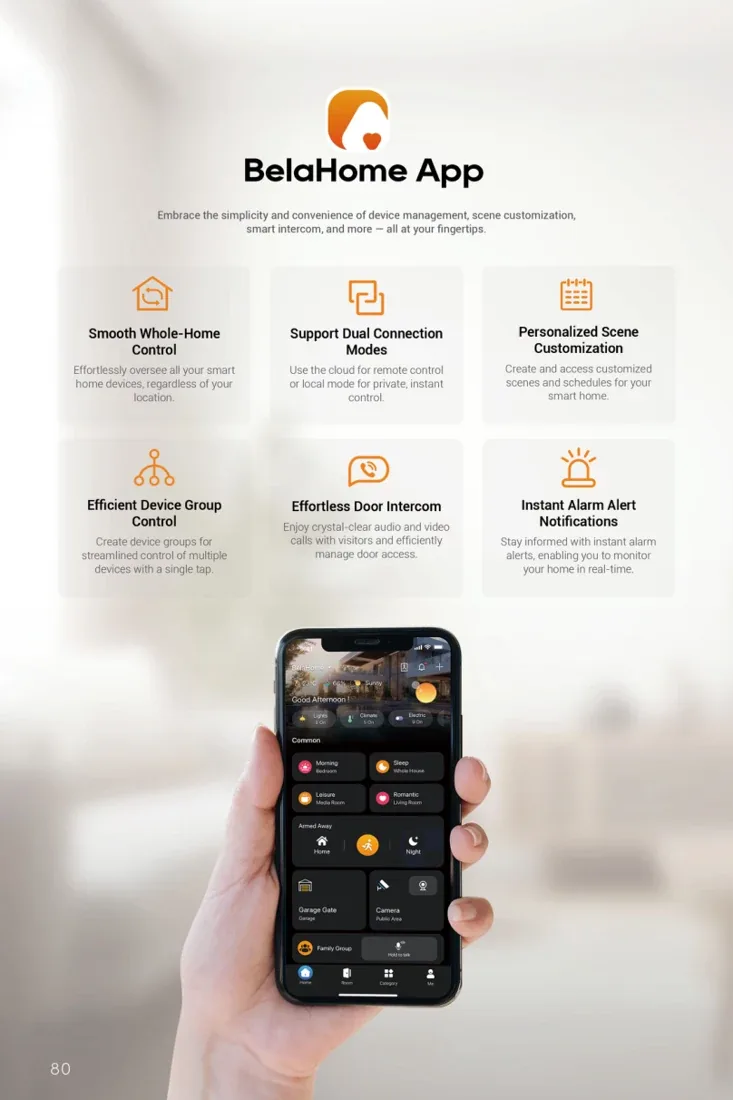 BelaHome App
Embrace the simplicity and convenience of device management, scene customization,
smart intercom, and more — all at your fingertips.
Smooth Whole-Home
Control
Effortlessly oversee all your smart
home devices, regardless of your
location.
Support Dual Connection
Modes
Use the cloud for remote control
or local mode for private, instant
control.
Personalized Scene
Customization
Create and access customized
scenes and schedules for your
smart home.
Efficient Device Group
Control
Create device groups for
streamlined control of multiple
devices with a single tap.
Effortless Door Intercom
Enjoy crystal-clear audio and video
calls with visitors and efficiently
manage door access.
Instant Alarm Alert
Notifications
Stay informed with instant alarm
alerts, enabling you to monitor
your home in real-time.
Sunny
Good Afternoon !
Lights
Climate
Electric
Common
Morning
Bedroom
Sleep
Whole House
Leisure
Media Room
Romantic
Living Room
Armed Away
Home
Night
Garage Gate
Garage
Camera
Public Area
Family Group
Hold to talk
Home
Room
Category
Me
80